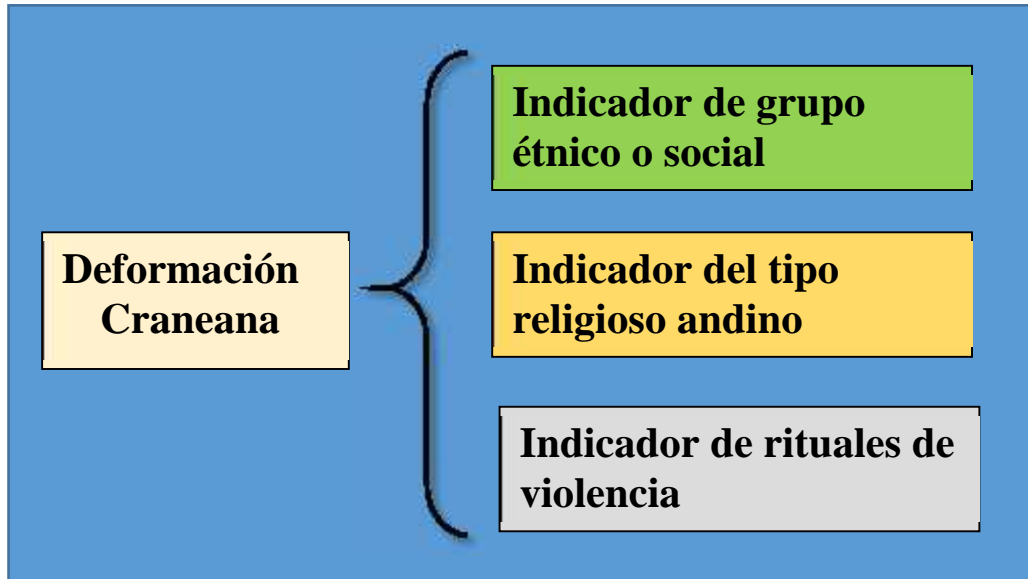 Deformación
Craneana
Indicador de grupo
étnico o social
Indicador del tipo
religioso andino
Indicador de rituales de
violencia